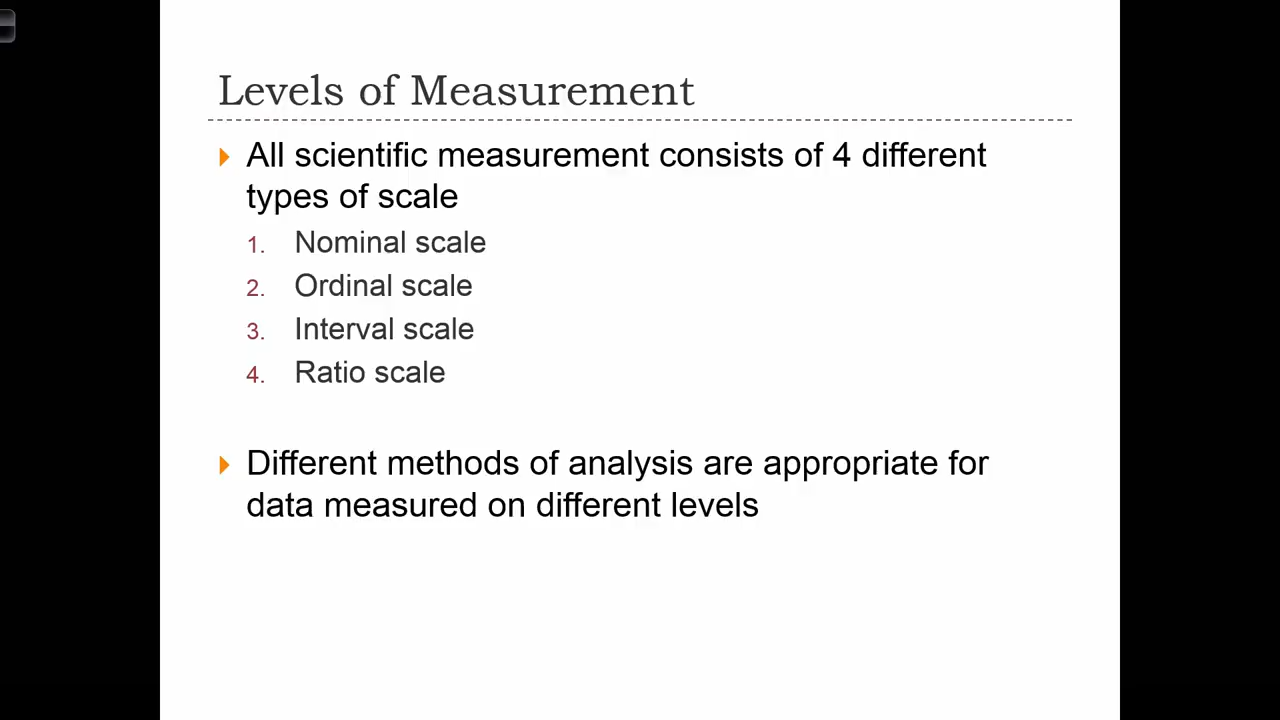 Levels of Measurement
All scientific measurement consists of 4 different
types of scale
1. Nominal scale
2. Ordinal scale
3. Interval scale
4. Ratio scale
Different methods of analysis are appropriate for
data measured on different levels